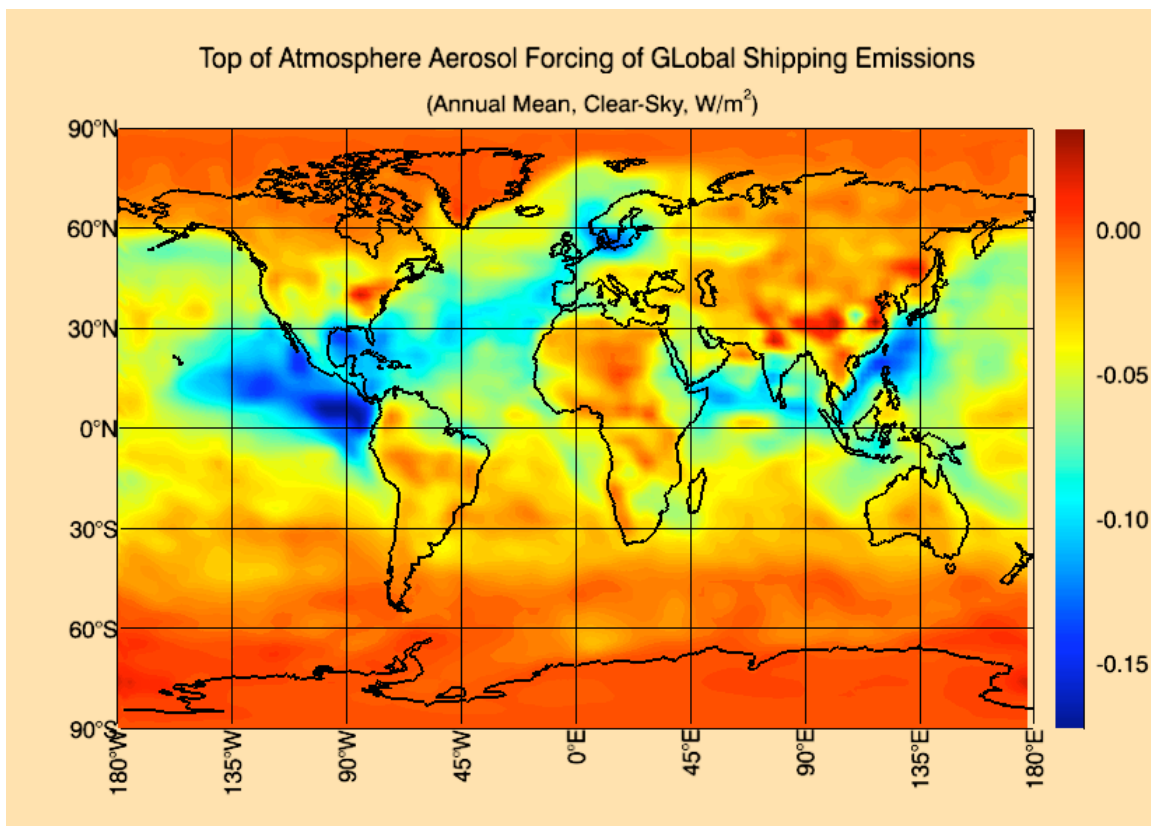 Top of Atmosphere Aerosol Forcing of GLobal Shipping Emissions
(Annual Mean, Clear-Sky, W/m²)
90°N
60°N
30°N
0°N
30°S
60°S
90°S
180°W
135°W
90°W
45°W
0°E
45°E
90°E
135°E
180°E
0.00
-0.05
-0.10
-0.15